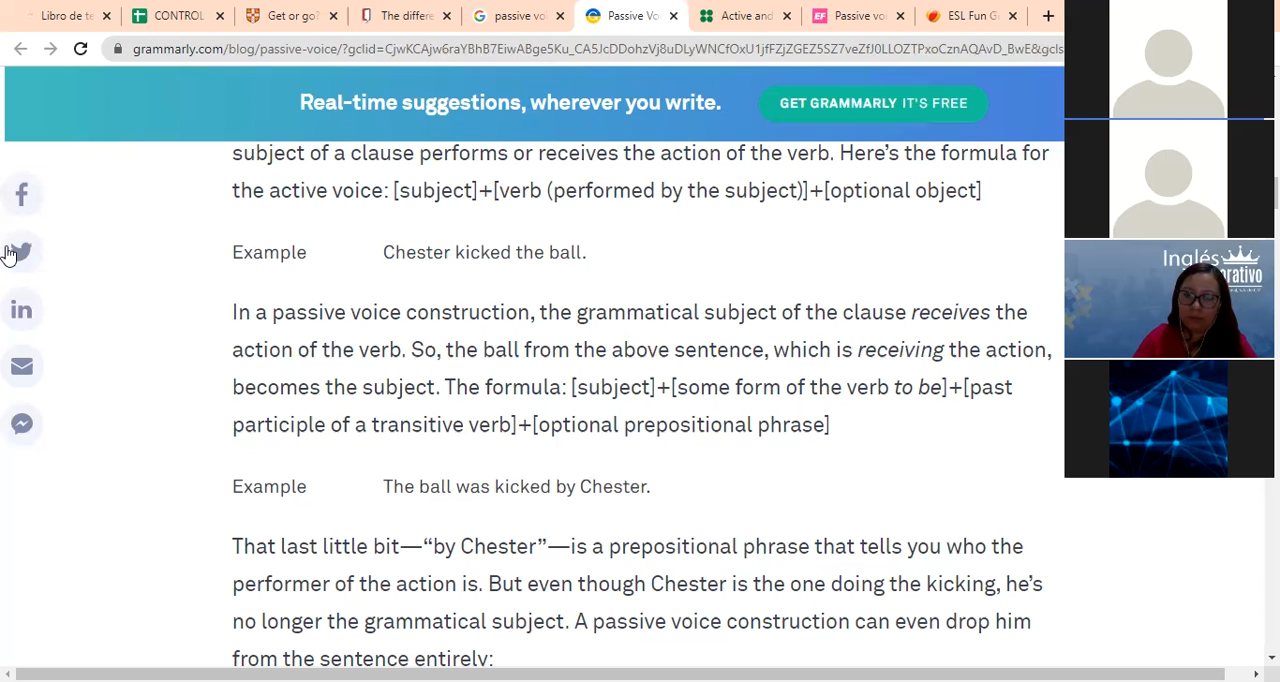 Libro de te
CONTROL
Get or go?
The differe
passive voi
Passive Vo
Active and
Passive vo
ESL Fun G
grammarly.com/blog/passive-voice/?gclid=CjwKCAjw6raYBhB7EiwABge5Ku_CA5JcDDohzVj8uDLyWNCfOxU1jfFZjZGEZ5SZ7veZfJ0LLOZTPxoCznAQAvD_BwE&gcls
Real-time suggestions, wherever you write.
GET GRAMMARLY IT'S FREE
subject of a clause performs or receives the action of the verb. Here’s the formula for
the active voice: [subject]+[verb (performed by the subject)]+[optional object]
Example Chester kicked the ball.
In a passive voice construction, the grammatical subject of the clause receives the
action of the verb. So, the ball from the above sentence, which is receiving the action,
becomes the subject. The formula: [subject]+[some form of the verb to be]+[past
participle of a transitive verb]+[optional prepositional phrase]
Example The ball was kicked by Chester.
That last little bit—“by Chester”—is a prepositional phrase that tells you who the
performer of the action is. But even though Chester is the one doing the kicking, he’s
no longer the grammatical subject. A passive voice construction can even drop him
from the sentence entirely:
Inglés
orativo